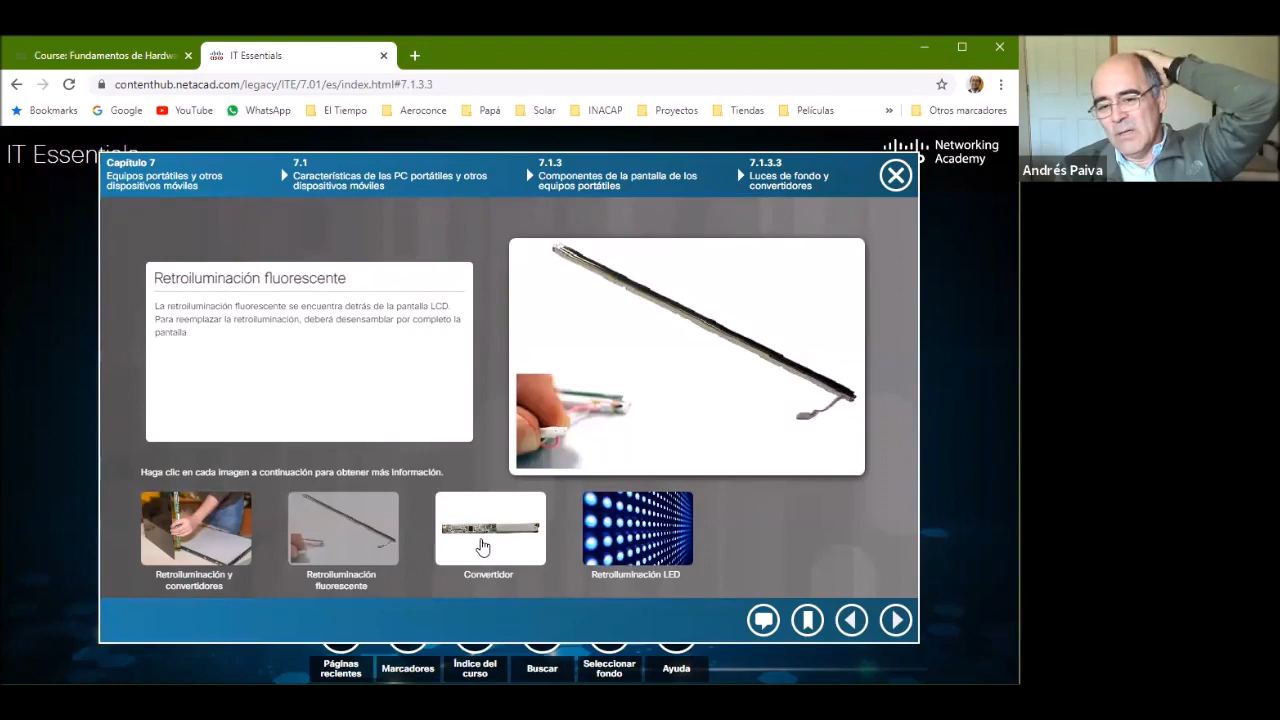 Course: Fundamentos de Hardwa
IT Essentials
contenthub.netacad.com/legacy/ITE/7.01/es/index.html#7.1.3.3
Bookmarks
Google
YouTube
WhatsApp
El Tiempo
Aeroconce
Papá
Solar
INACAP
Proyectos
Tiendas
Películas
»
Otros marcadores
IT Essentials
cisco
Networking
Academy
Andrés Paiva
Capítulo 7
Equipos portátiles y otros
dispositivos móviles
7.1
Características de las PC portátiles y otros
dispositivos móviles
7.1.3
Componentes de la pantalla de los
equipos portátiles
7.1.3.3
Luces de fondo y
convertidores
Retroiluminación fluorescente
La retroiluminación fluorescente se encuentra detrás de la pantalla LCD.
Para reemplazar la retroiluminación, deberá desensamblar por completo la
pantalla.
Haga clic en cada imagen a continuación para obtener más información.
Retroiluminación y
convertidores
Retroiluminación
fluorescente
Convertidor
Retroiluminación LED
Páginas
recientes
Marcadores
Índice del
curso
Buscar
Seleccionar
fondo
Ayuda